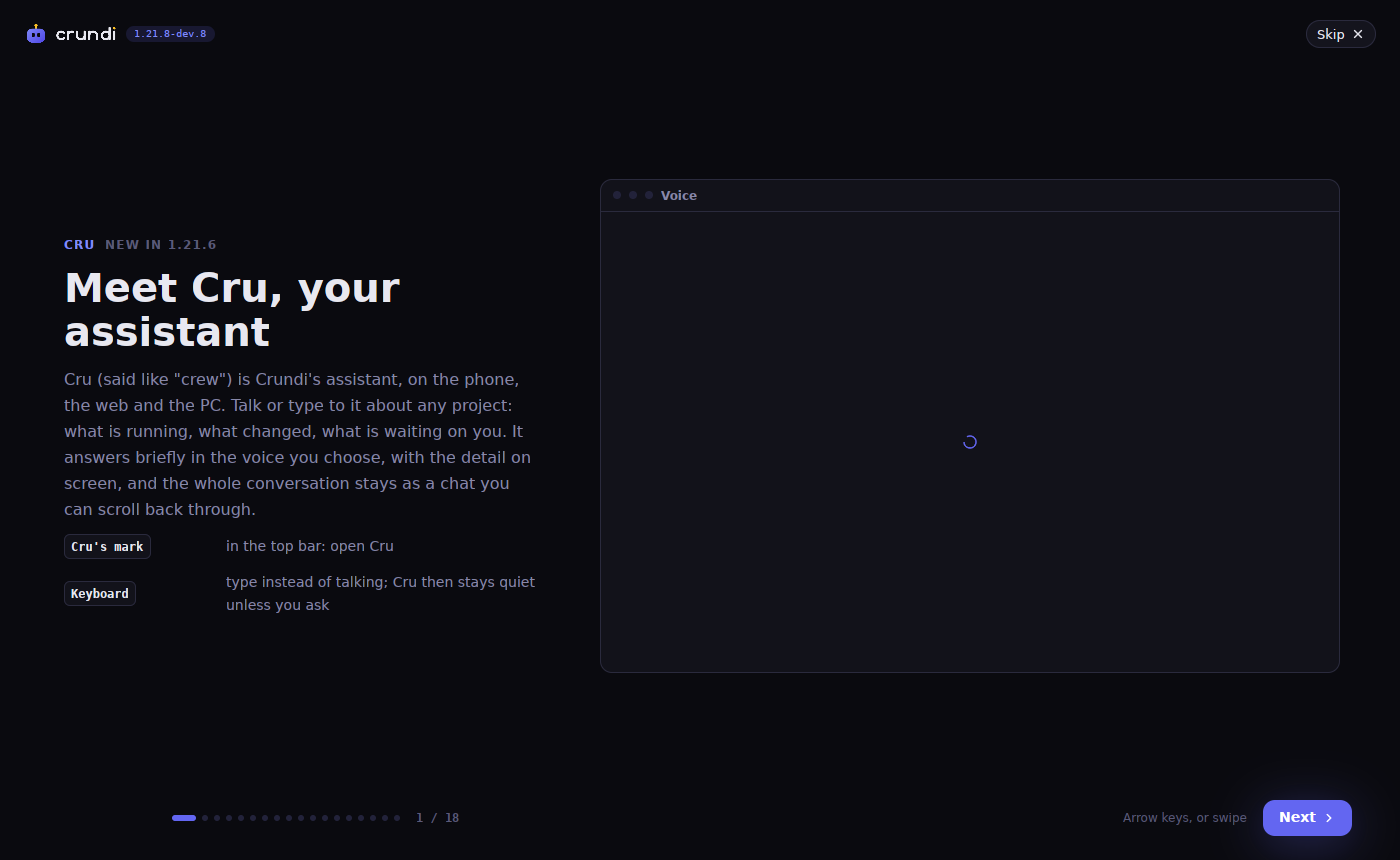 crundi 1.21.8-dev.8
Skip
Voice
CRU NEW IN 1.21.6
Meet Cru, your
assistant
Cru (said like "crew") is Crundi's assistant, on the phone,
the web and the PC. Talk or type to it about any project:
what is running, what changed, what is waiting on you. It
answers briefly in the voice you choose, with the detail on
screen, and the whole conversation stays as a chat you
can scroll back through.
Cru's mark in the top bar: open Cru
Keyboard type instead of talking; Cru then stays quiet
unless you ask
1 / 18
Arrow keys, or swipe
Next